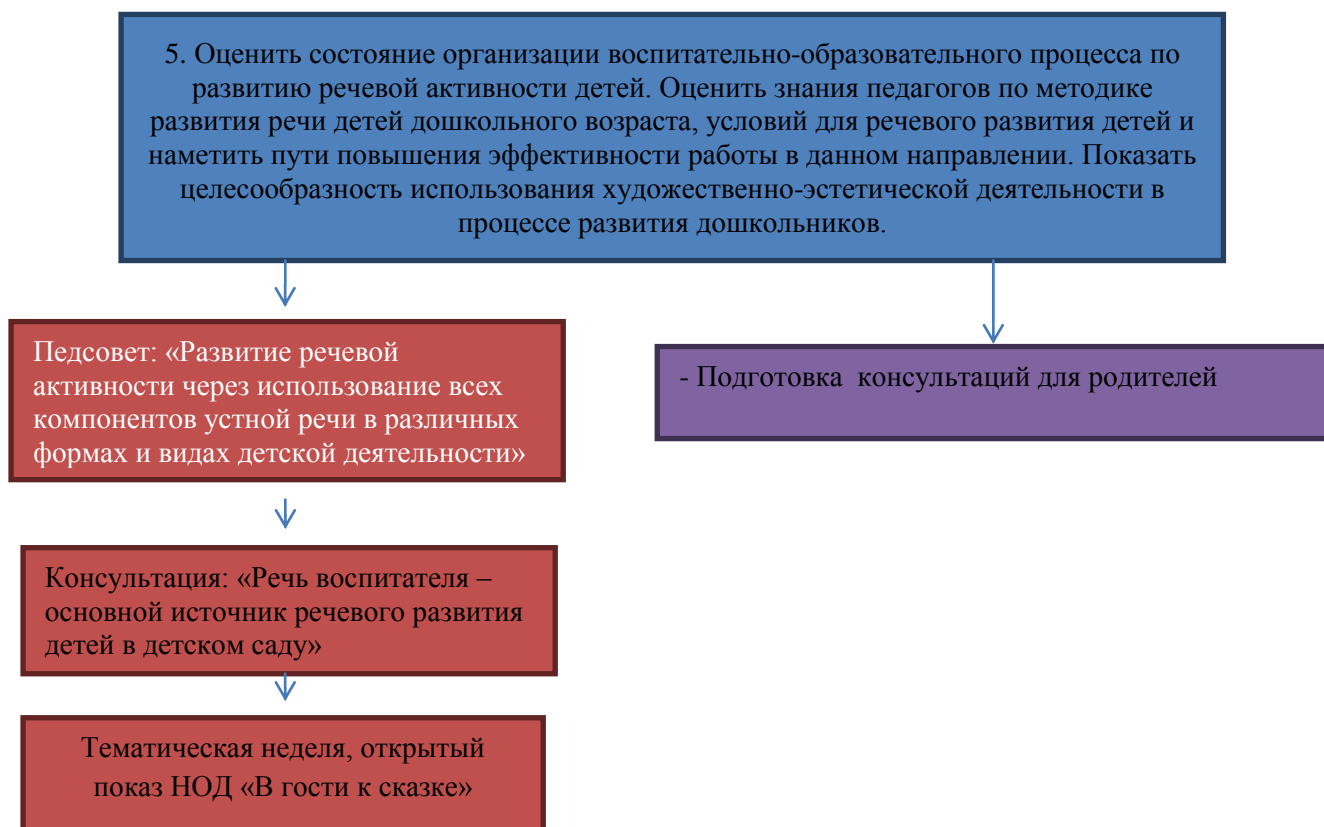 5. Оценить состояние организации воспитательно-образовательного процесса по
развитию речевой активности детей. Оценить знания педагогов по методике
развития речи детей дошкольного возраста, условий для речевого развития детей и
наметить пути повышения эффективности работы в данном направлении. Показать
целесообразность использования художественно-эстетической деятельности в
процессе развития дошкольников.
Педсовет: «Развитие речевой
активности через использование всех
компонентов устной речи в различных
формах и видах детской деятельности»
- Подготовка консультаций для родителей
Консультация: «Речь воспитателя –
основной источник речевого развития
детей в детском саду»
Тематическая неделя, открытый
показ НОД «В гости к сказке»